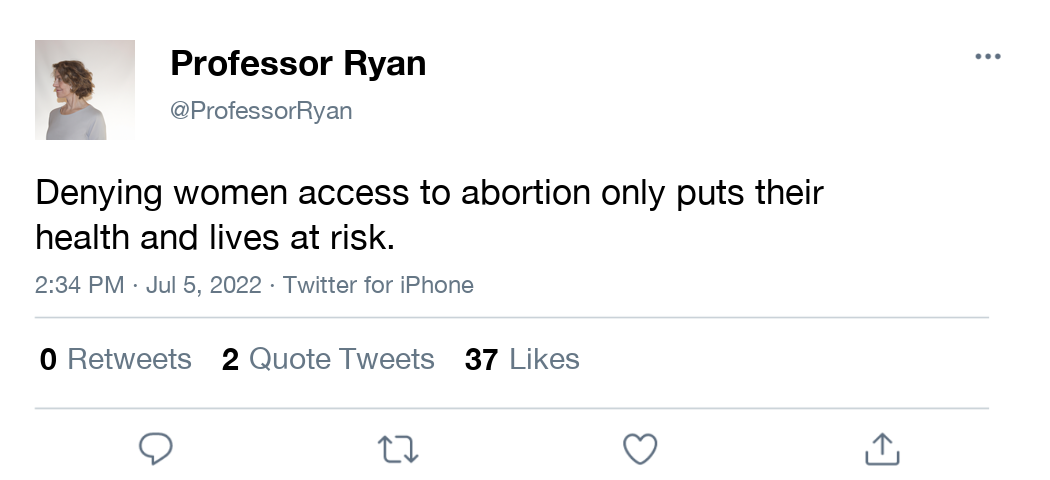 Professor Ryan
@ProfessorRyan
Denying women access to abortion only puts their
health and lives at risk.
2:34 PM · Jul 5, 2022 · Twitter for iPhone
0 Retweets 2 Quote Tweets 37 Likes